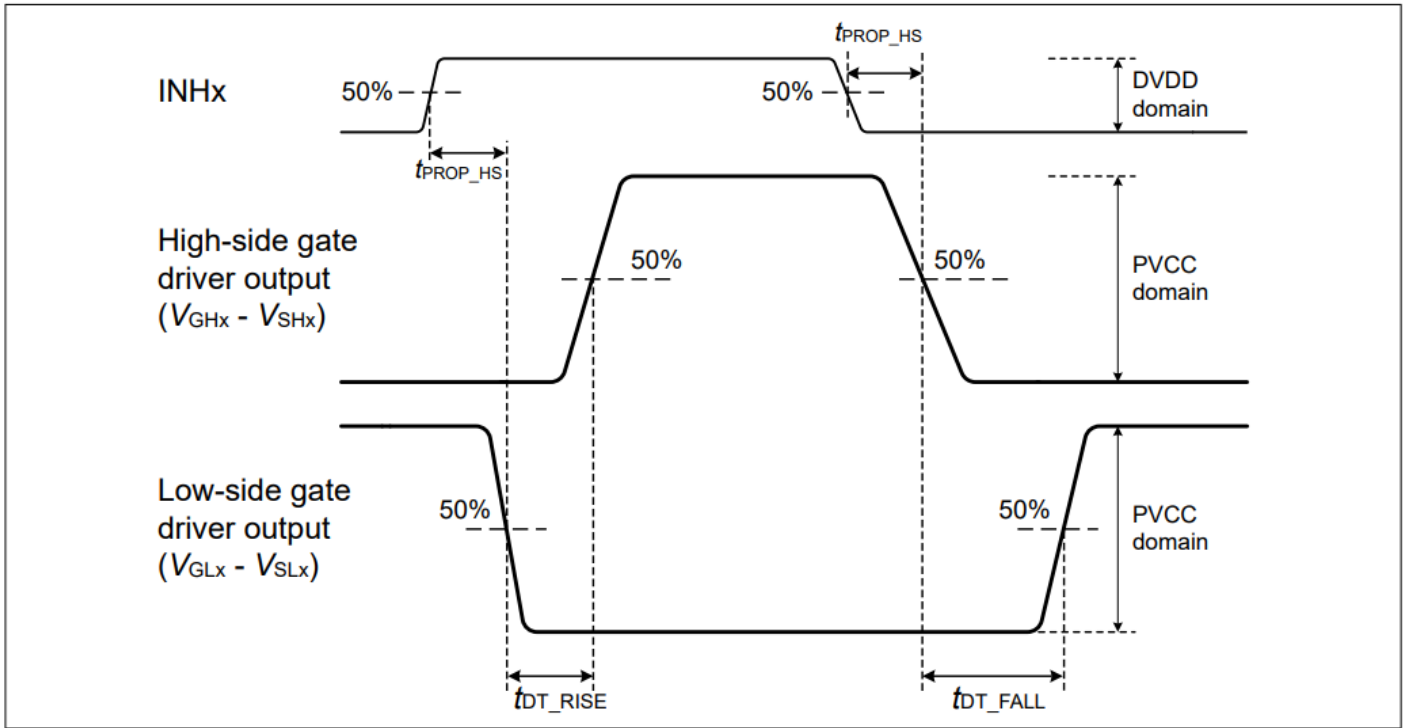 tPROP_HS
INHx
50%
50%
DVDD
domain
tPROP_HS
High-side gate
driver output
(VGHx - VSHx)
50%
50%
PVCC
domain
Low-side gate
driver output
(VGLx - VSLx)
50%
50%
PVCC
domain
tDT_RISE
tDT_FALL